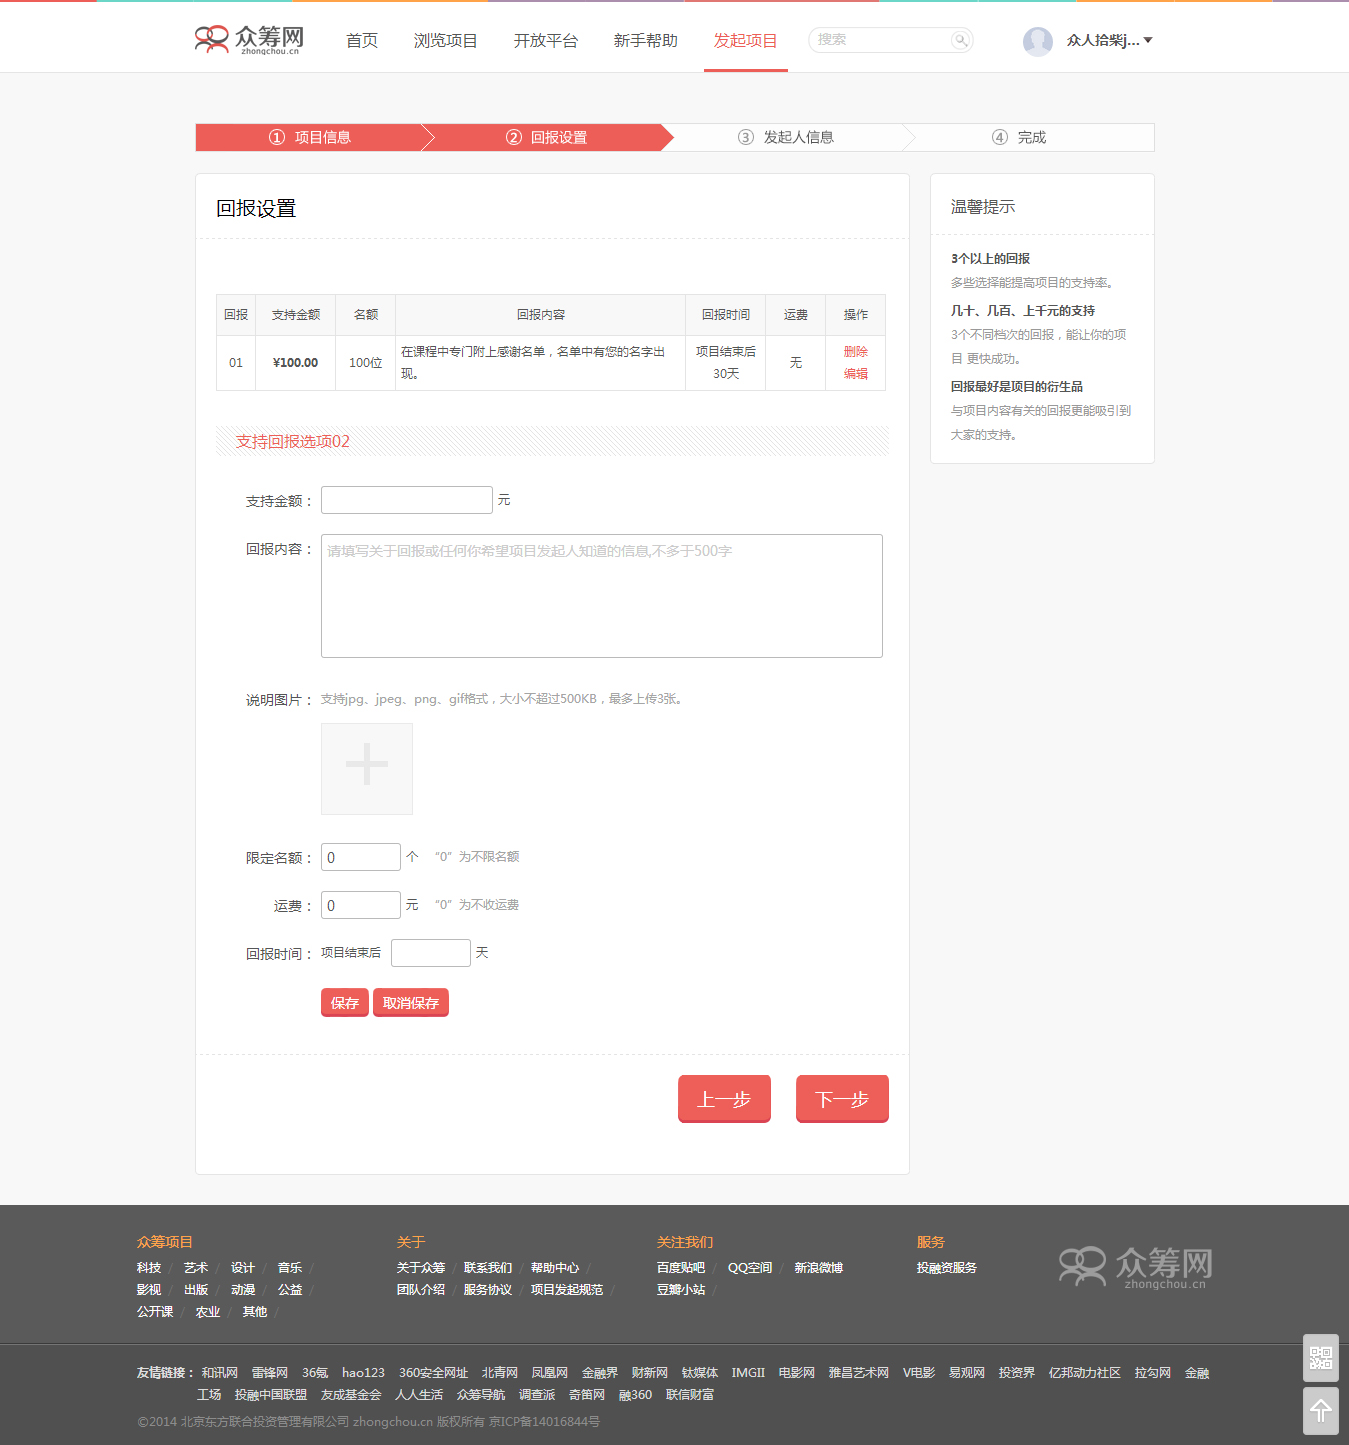 众筹网
zhongchou.cn
首页 浏览项目 开放平台 新手帮助 发起项目 搜索 众人拾柴j...
① 项目信息 ② 回报设置 ③ 发起人信息 ④ 完成
回报设置
回报 支持金额 名额 回报内容 回报时间 运费 操作
01 ¥100.00 100位 在课程中专门附上感谢名单，名单中有您的名字出现。 项目结束后30天 无 删除 编辑
支持回报选项02
支持金额： 元
回报内容： 请填写关于回报或任何你希望项目发起人知道的信息,不多于500字
说明图片： 支持jpg、jpeg、png、gif格式，大小不超过500KB，最多上传3张。
限定名额： 0 个 “0”为不限名额
运费： 0 元 “0”为不收运费
回报时间： 项目结束后 天
保存 取消保存
上一步 下一步
温馨提示
3个以上的回报
多些选择能提高项目的支持率。
几十、几百、上千元的支持
3个不同档次的回报，能让你的项
目 更快成功。
回报最好是项目的衍生品
与项目内容有关的回报更能吸引到
大家的支持。
众筹项目
科技 / 艺术 / 设计 / 音乐 /
影视 / 出版 / 动漫 / 公益 /
公开课 / 农业 / 其他 /
关于
关于众筹 / 联系我们 / 帮助中心 /
团队介绍 / 服务协议 / 项目发起规范 /
关注我们
百度贴吧 / QQ空间 / 新浪微博
豆瓣小站 /
服务
投融资服务
众筹网
zhongchou.cn
友情链接： 和讯网 雷锋网 36氪 hao123 360安全网址 北青网 凤凰网 金融界 财新网 钛媒体 IMGII 电影网 雅昌艺术网 V电影 易观网 投资界 亿邦动力社区 拉勾网 金融
工场 投融中国联盟 友成基金会 人人生活 众筹导航 调查派 奇笛网 融360 联信财富
©2014 北京东方联合投资管理有限公司 zhongchou.cn 版权所有 京ICP备14016844号